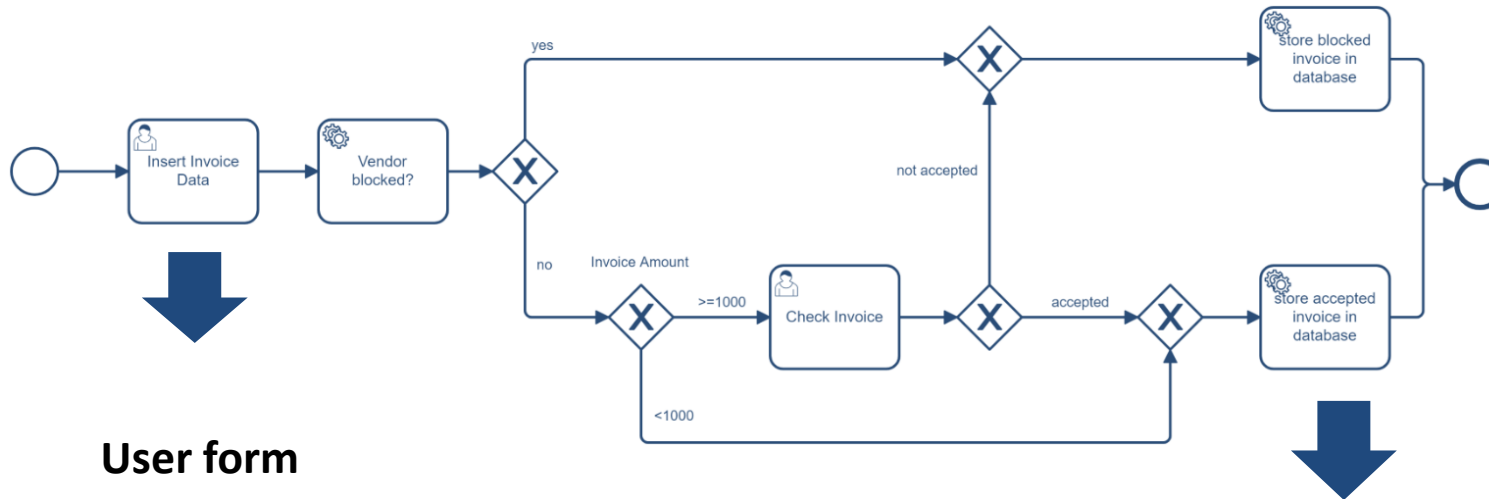 yes
store blocked
invoice in
database
Insert Invoice
Data
Vendor
blocked?
not accepted
no
Invoice Amount
>=1000
Check Invoice
accepted
store accepted
invoice in
database
<1000
User form